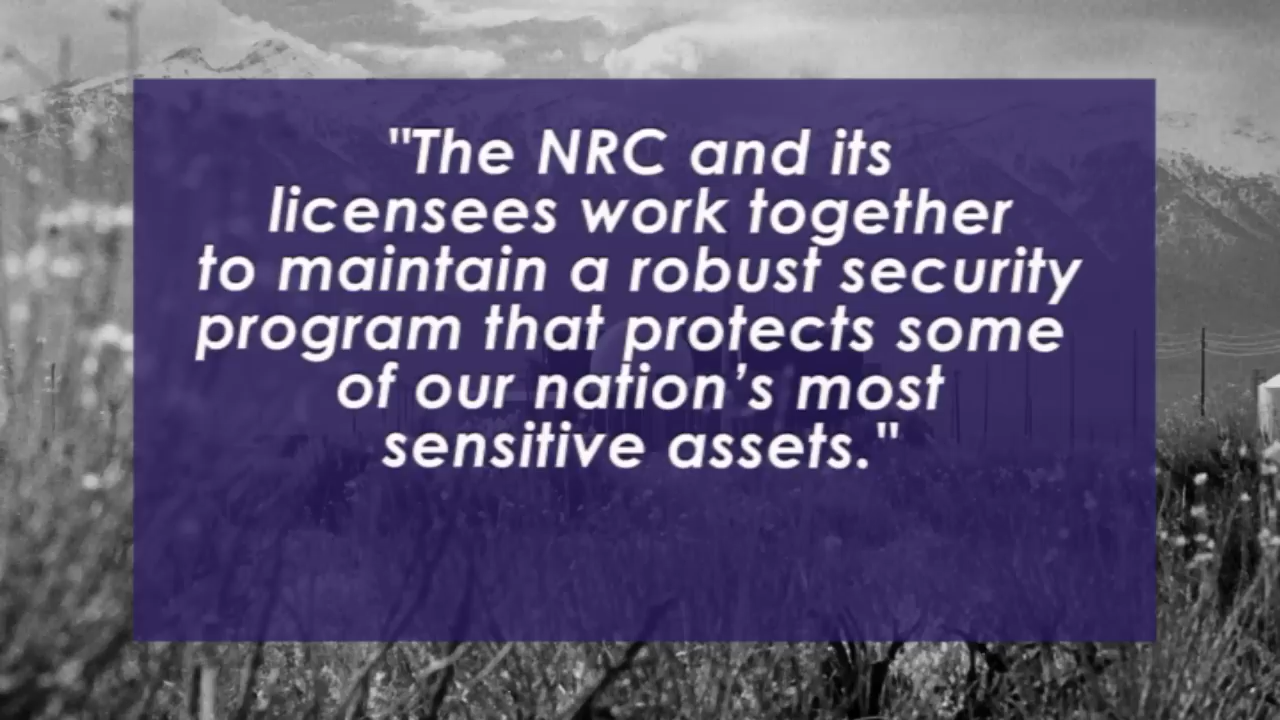 "The NRC and its
licensees work together
to maintain a robust security
program that protects some
of our nation’s most
sensitive assets."